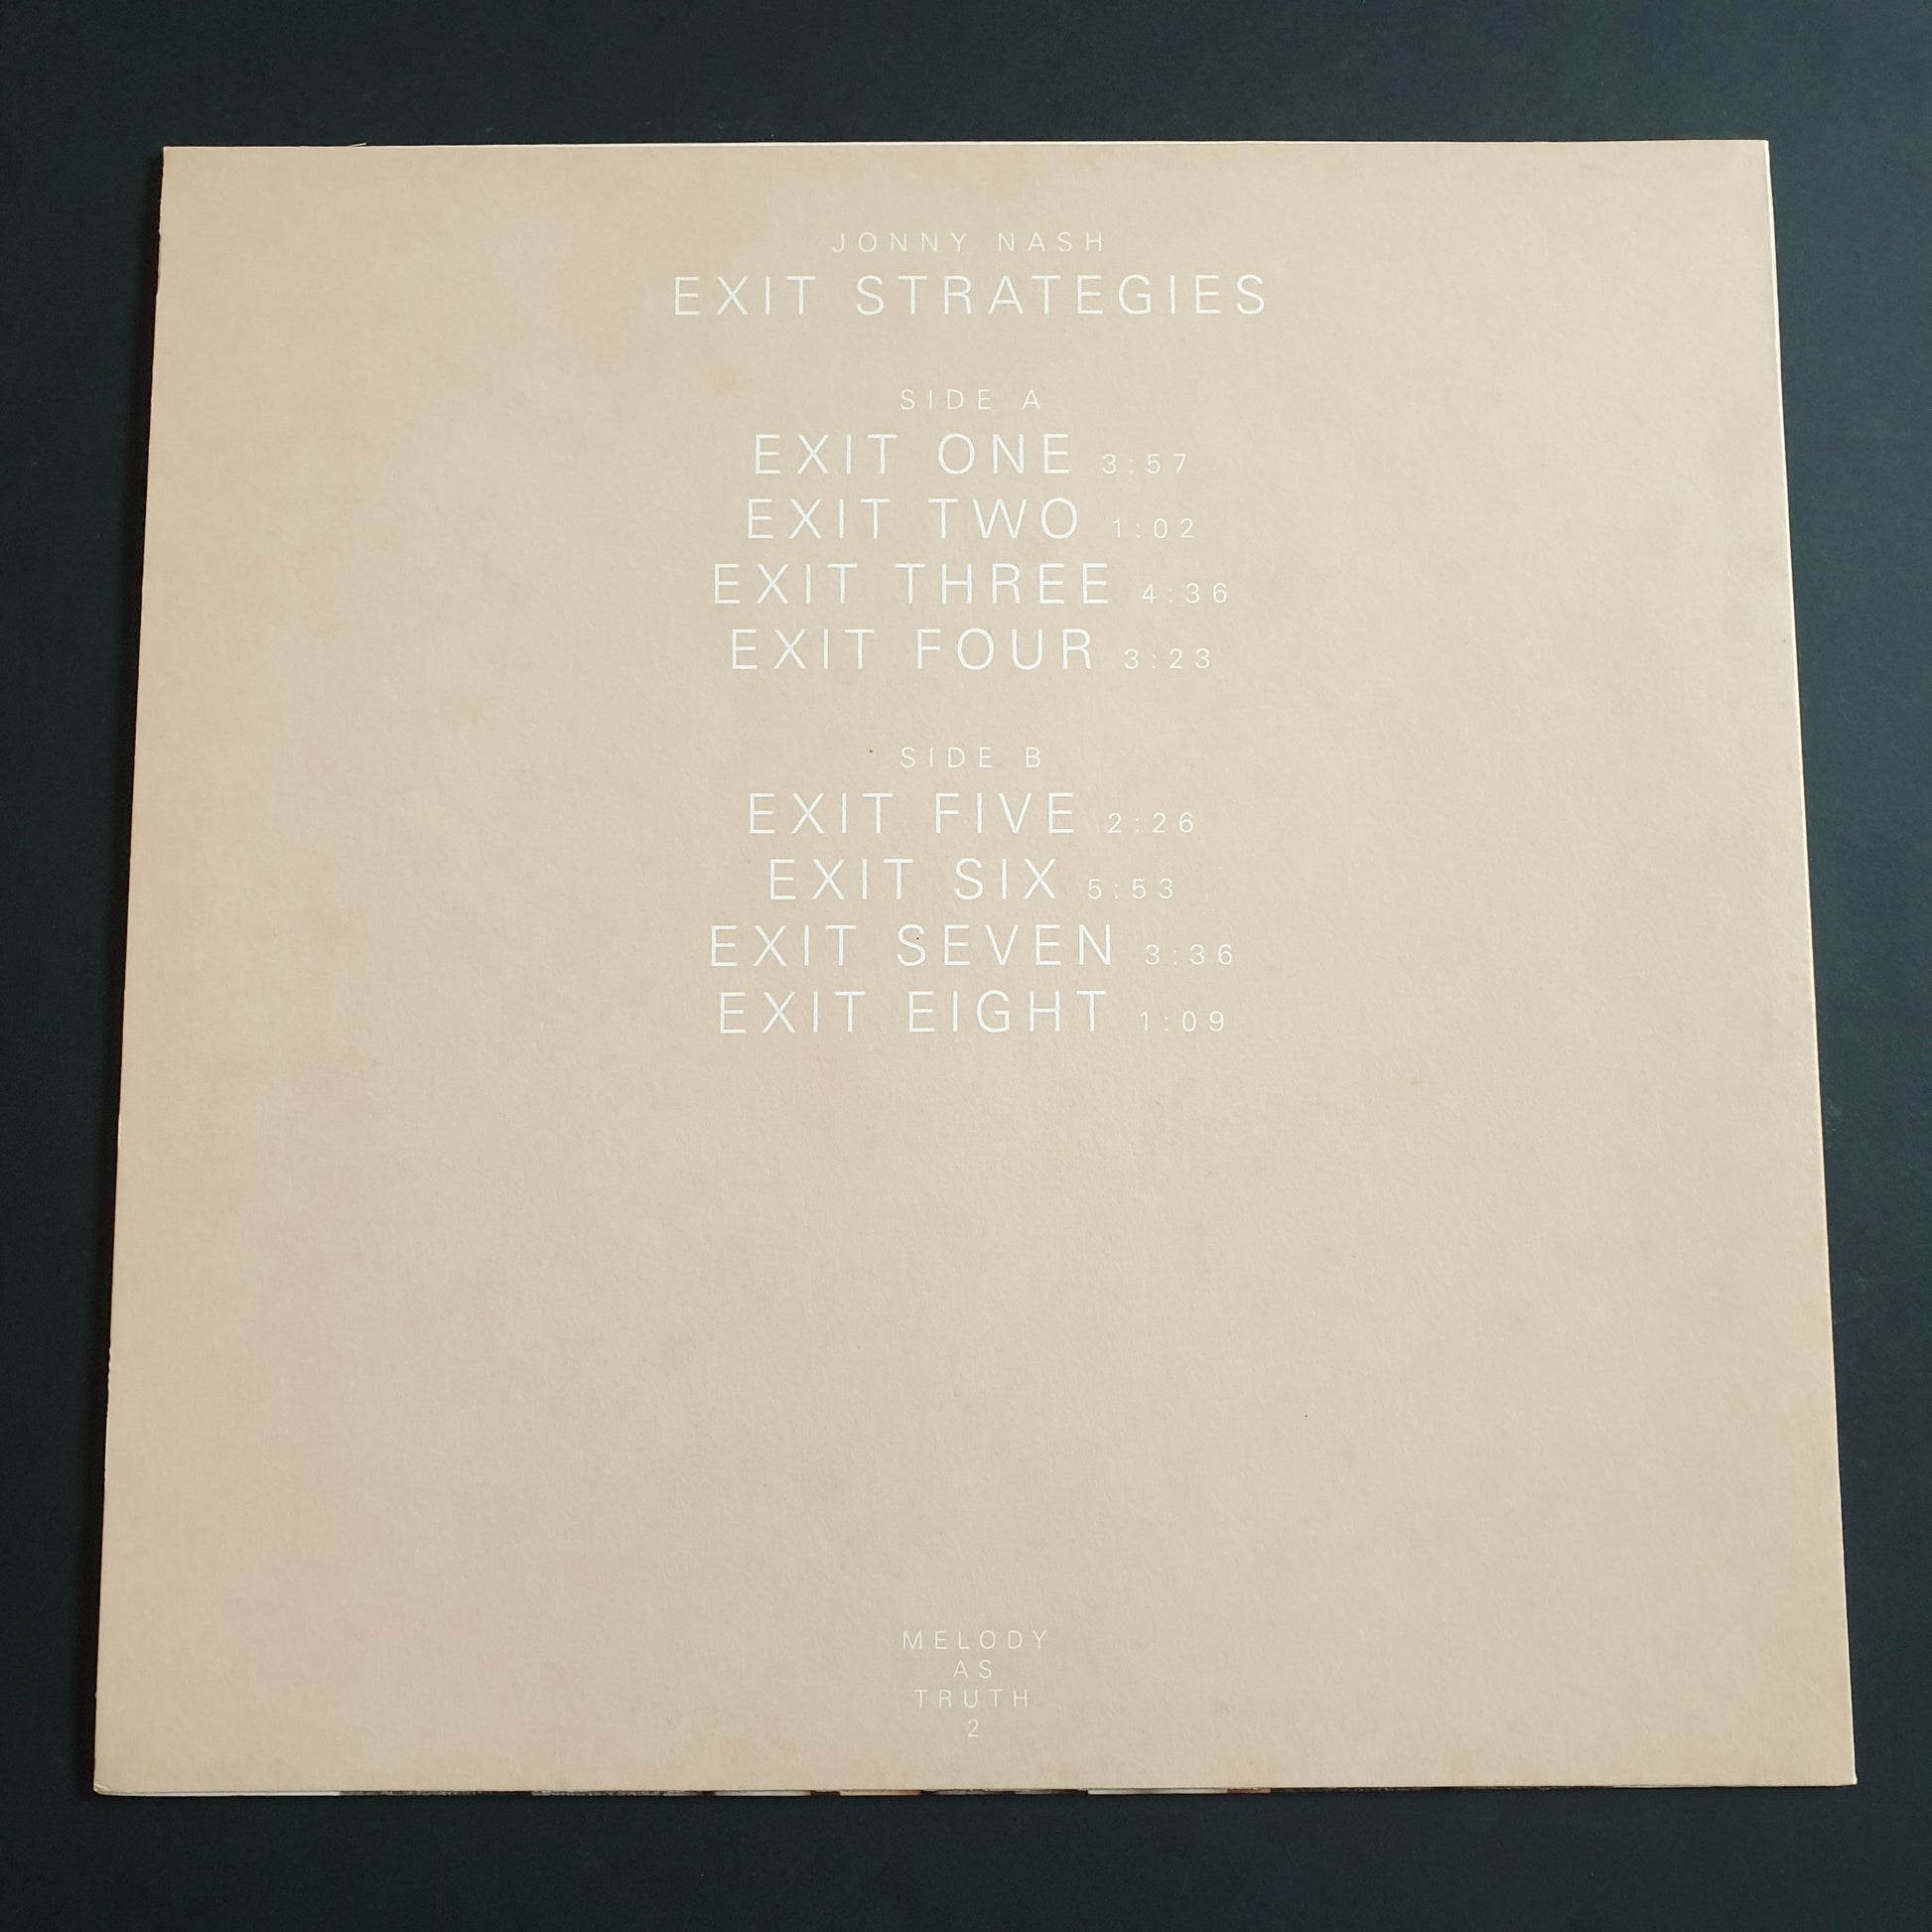 JONNY NASH
EXIT STRATEGIES
SIDE A
EXIT ONE 3:57
EXIT TWO 1:02
EXIT THREE 4:36
EXIT FOUR 3:23
SIDE B
EXIT FIVE 2:26
EXIT SIX 5:53
EXIT SEVEN 3:36
EXIT EIGHT 1:09
MELODY
AS
TRUTH
2